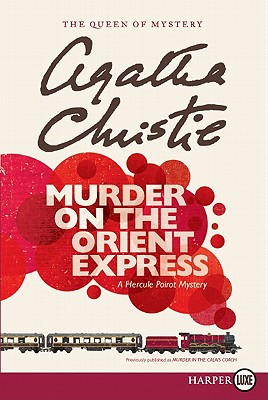 THE QUEEN OF MYSTERY
Agatha
Christie
MURDER
ON THE
ORIENT
EXPRESS
A Hercule Poirot Mystery
Previously published as MURDER IN THE CALAIS COACH
HARPER LUXE